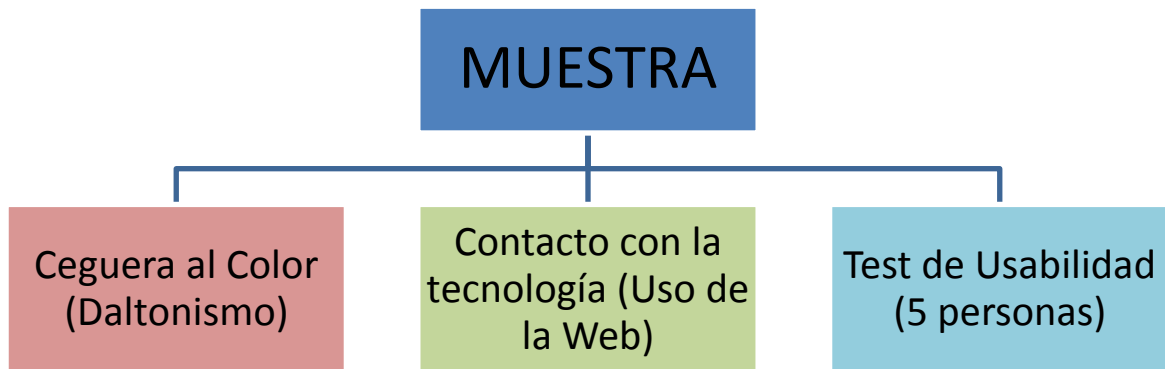 MUESTRA
Ceguera al Color
(Daltonismo)
Contacto con la
tecnología (Uso de
la Web)
Test de Usabilidad
(5 personas)